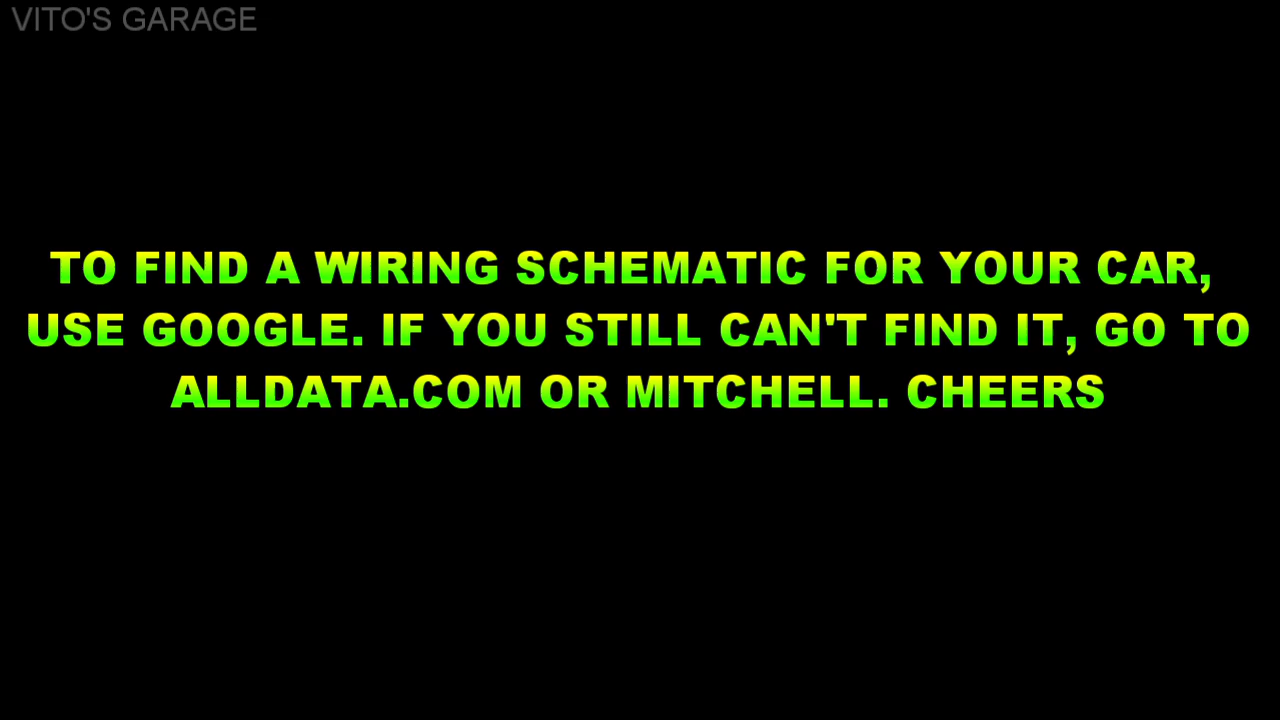 VITO'S GARAGE
TO FIND A WIRING SCHEMATIC FOR YOUR CAR,
USE GOOGLE. IF YOU STILL CAN'T FIND IT, GO TO
ALLDATA.COM OR MITCHELL. CHEERS